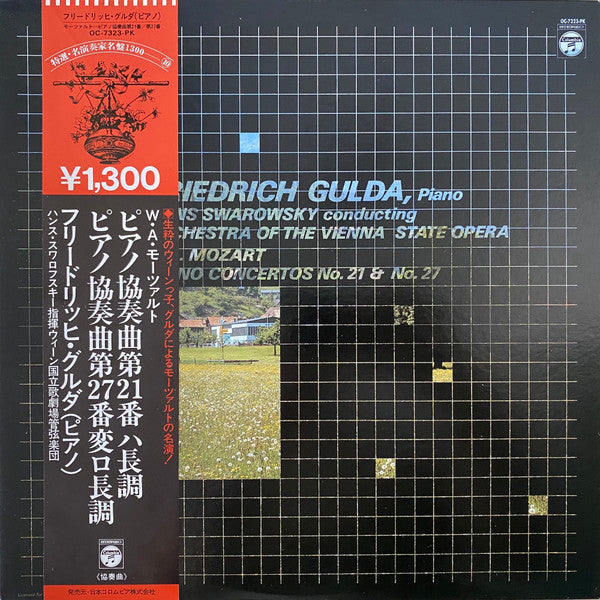 フリードリッヒ・グルダ(ピアノ)
モーツァルト=ピアノ協奏曲第21番/第27番
OC-7323-PK
特選・名演奏家名盤1300
10
¥1,300
◆生粋のウィーンっ子、グルダによるモーツァルトの名演!
W・A・モーツァルト
ピアノ協奏曲第21番 ハ長調
ピアノ協奏曲第27番変ロ長調
フリードリッヒ・グルダ(ピアノ)
ハンス・スワロフスキー指揮ウィーン国立歌劇場管弦楽団
Columbia
《協奏曲》
発売元・日本コロムビア株式会社
OC-7323-PK
Columbia
RIEDRICH GULDA, Piano
NS SWAROWSKY conducting
CHESTRA OF THE VIENNA STATE OPERA
. MOZART
NO CONCERTOS No. 21 & No. 27